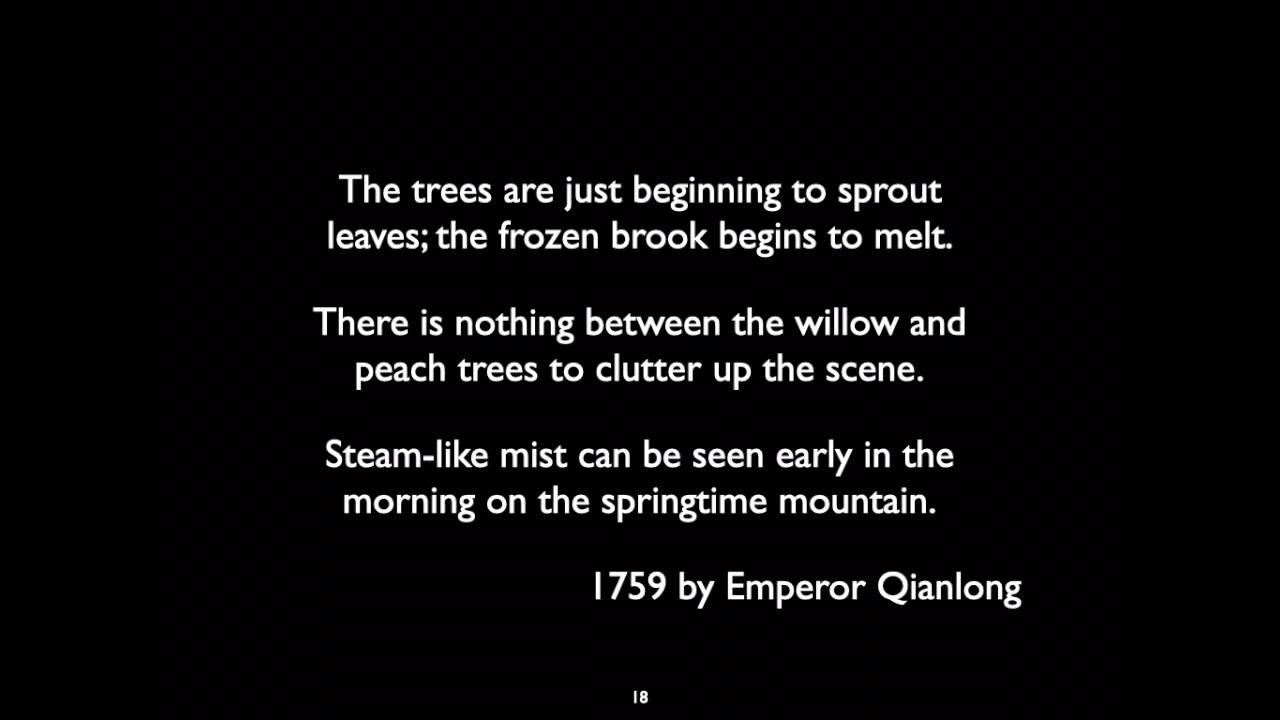 The trees are just beginning to sprout
leaves; the frozen brook begins to melt.
There is nothing between the willow and
peach trees to clutter up the scene.
Steam-like mist can be seen early in the
morning on the springtime mountain.
1759 by Emperor Qianlong
18